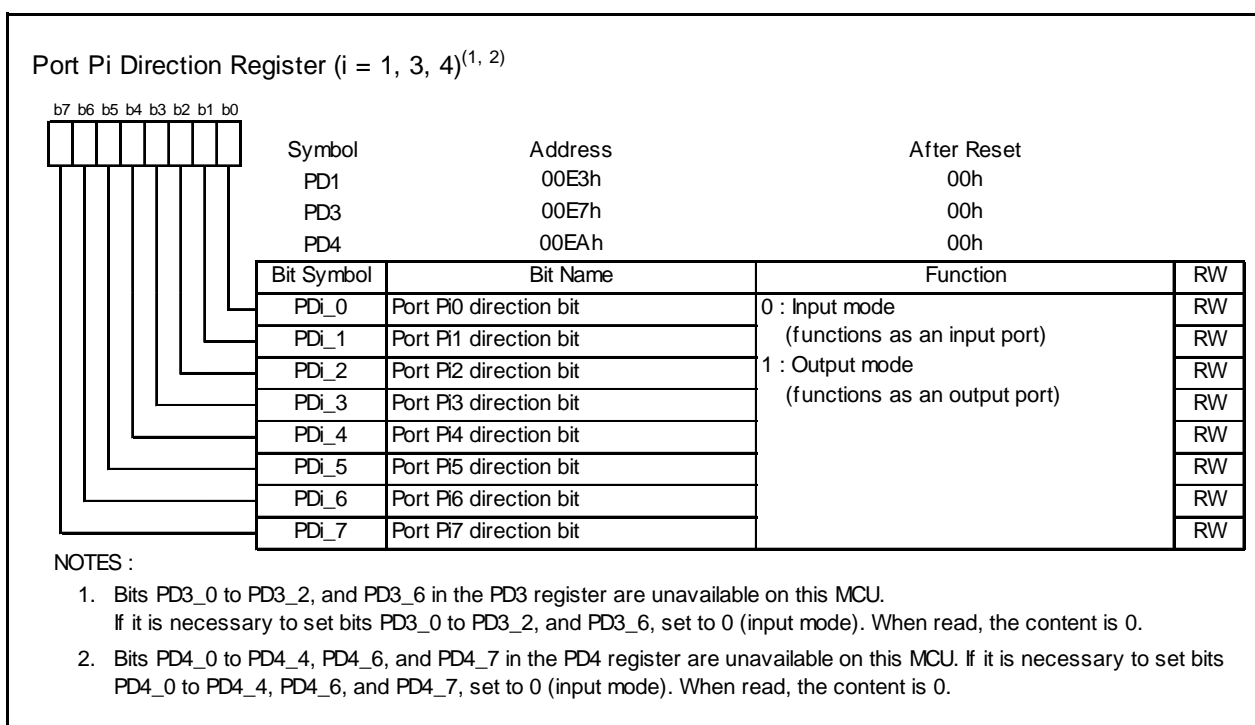 Port Pi Direction Register (i = 1, 3, 4)(1, 2)
b7 b6 b5 b4 b3 b2 b1 b0
Symbol Address After Reset
PD1 00E3h 00h
PD3 00E7h 00h
PD4 00EAh 00h
Bit Symbol Bit Name Function RW
PDi_0 Port Pi0 direction bit 0 : Input mode RW
PDi_1 Port Pi1 direction bit (functions as an input port) RW
PDi_2 Port Pi2 direction bit 1 : Output mode RW
PDi_3 Port Pi3 direction bit (functions as an output port) RW
PDi_4 Port Pi4 direction bit RW
PDi_5 Port Pi5 direction bit RW
PDi_6 Port Pi6 direction bit RW
PDi_7 Port Pi7 direction bit RW
NOTES :
1. Bits PD3_0 to PD3_2, and PD3_6 in the PD3 register are unavailable on this MCU.
If it is necessary to set bits PD3_0 to PD3_2, and PD3_6, set to 0 (input mode). When read, the content is 0.
2. Bits PD4_0 to PD4_4, PD4_6, and PD4_7 in the PD4 register are unavailable on this MCU. If it is necessary to set bits
PD4_0 to PD4_4, PD4_6, and PD4_7, set to 0 (input mode). When read, the content is 0.